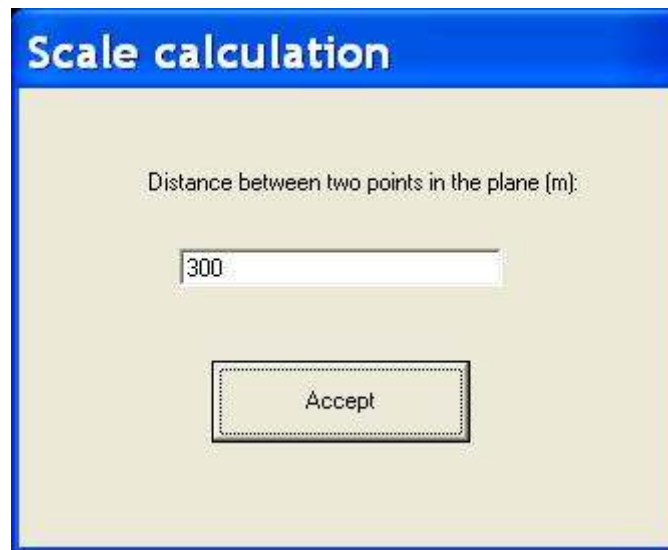 Scale calculation
Distance between two points in the plane (m):
300
Accept